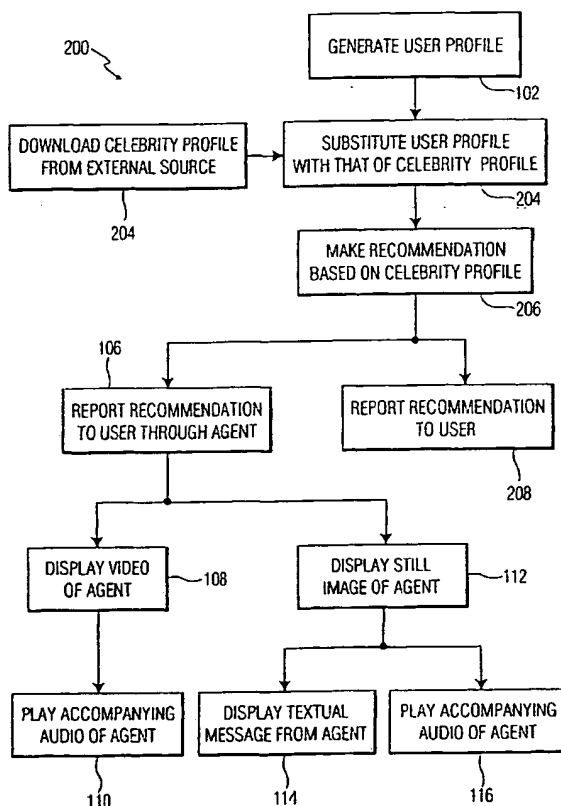 200
GENERATE USER PROFILE
102
DOWNLOAD CELEBRITY PROFILE
FROM EXTERNAL SOURCE
204
SUBSTITUTE USER PROFILE
WITH THAT OF CELEBRITY PROFILE
204
MAKE RECOMMENDATION
BASED ON CELEBRITY PROFILE
206
106
REPORT RECOMMENDATION
TO USER THROUGH AGENT
REPORT RECOMMENDATION
TO USER
208
DISPLAY VIDEO
OF AGENT
108
DISPLAY STILL
IMAGE OF AGENT
112
PLAY ACCOMPANYING
AUDIO OF AGENT
110
DISPLAY TEXTUAL
MESSAGE FROM AGENT
114
PLAY ACCOMPANYING
AUDIO OF AGENT
116